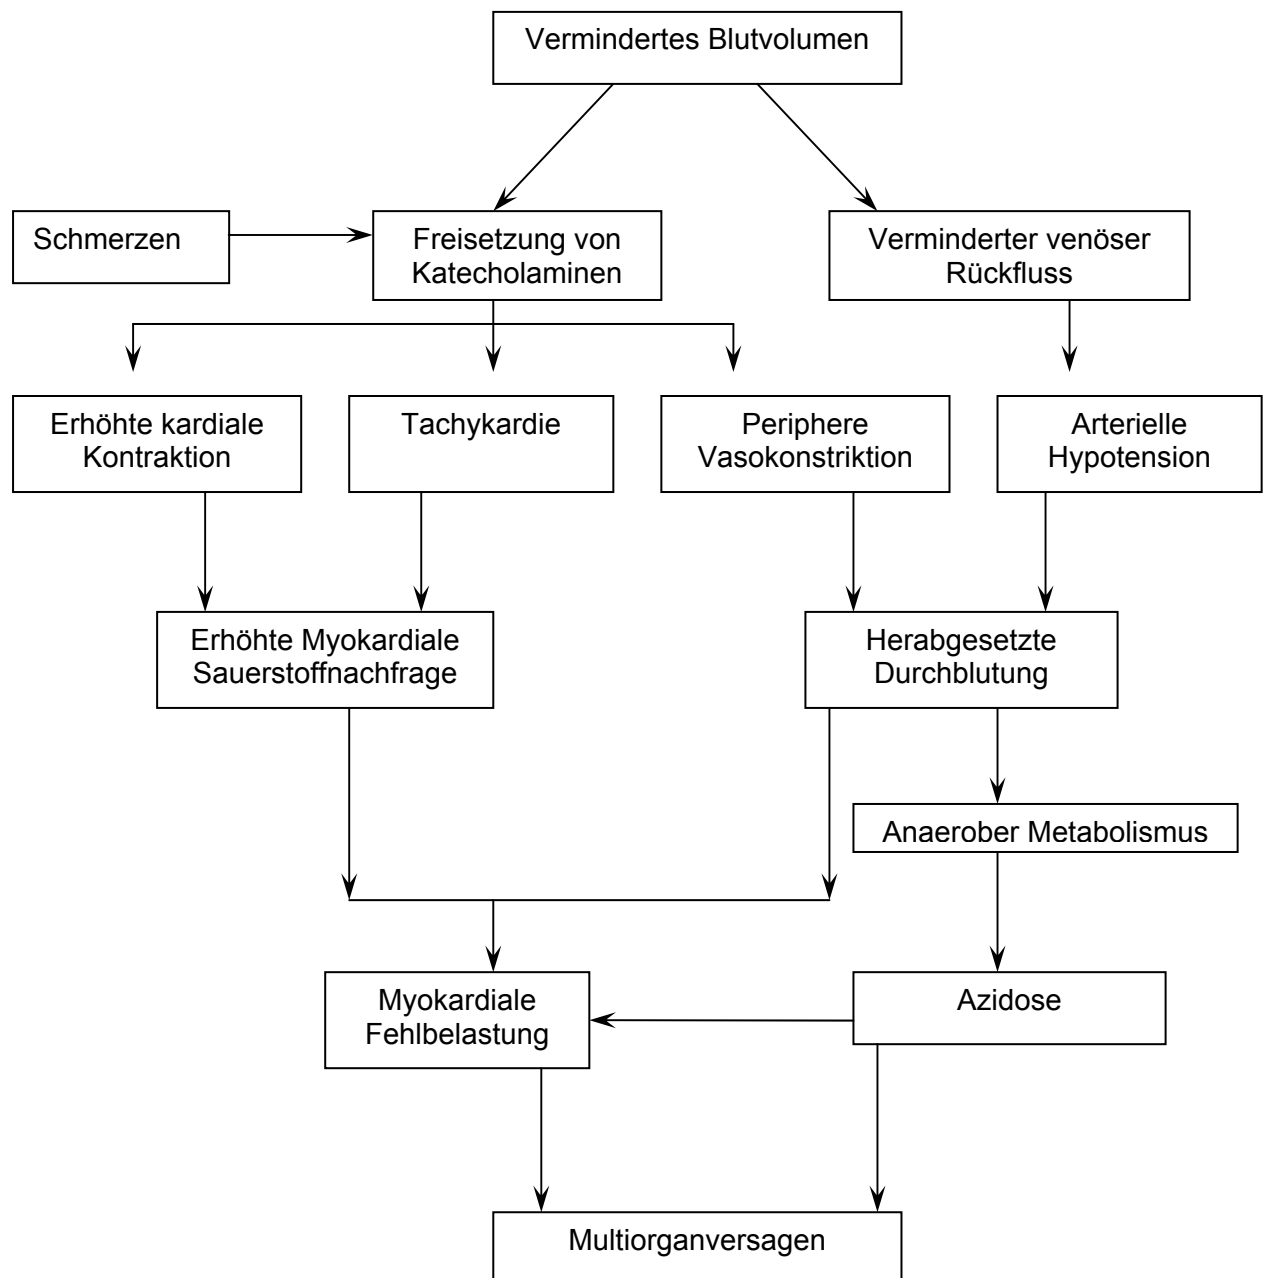 Vermindertes Blutvolumen
Schmerzen
Freisetzung von
Katecholaminen
Verminderter venöser
Rückfluss
Erhöhte kardiale
Kontraktion
Tachykardie
Periphere
Vasokonstriktion
Arterielle
Hypotension
Erhöhte Myokardiale
Sauerstoffnachfrage
Herabgesetzte
Durchblutung
Anaerober Metabolismus
Myokardiale
Fehlbelastung
Azidose
Multiorganversagen